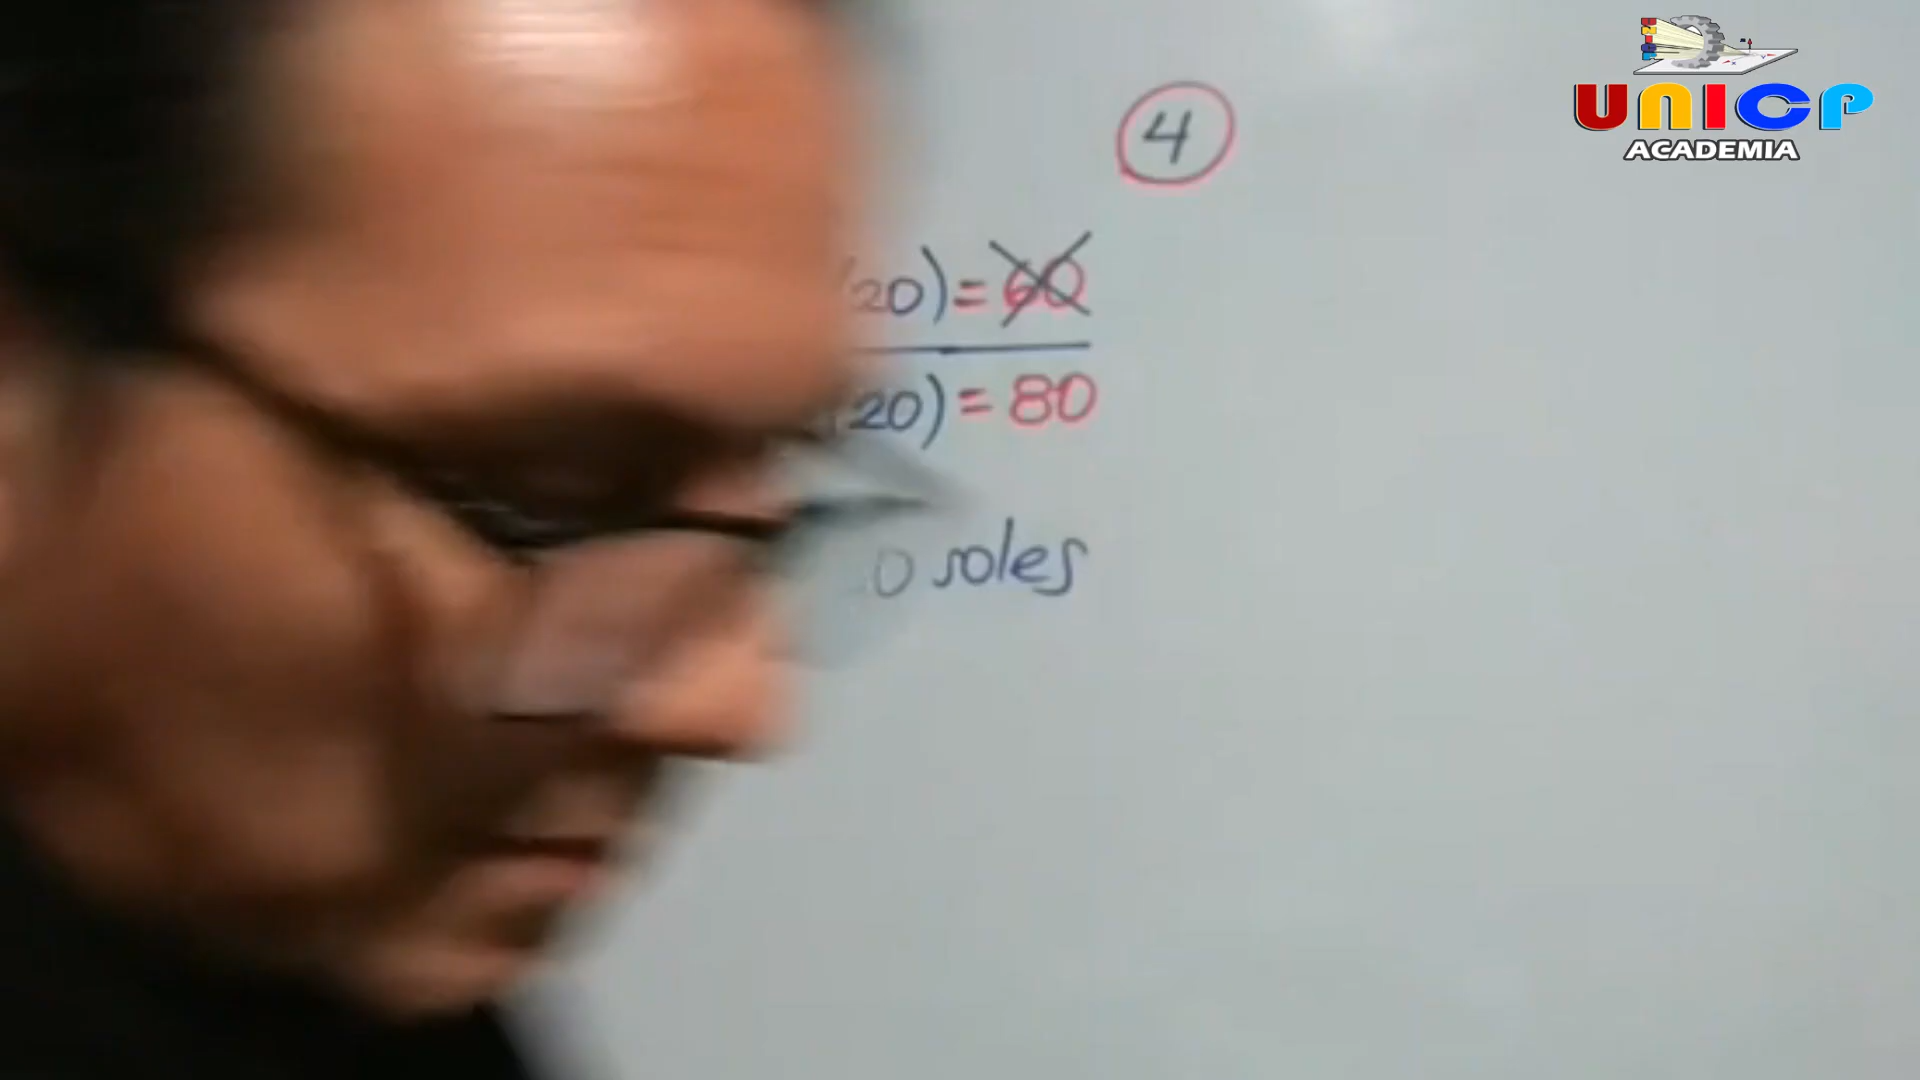 UNICP
ACADEMIA
4
(20) = 60
(20) = 80
0 soles